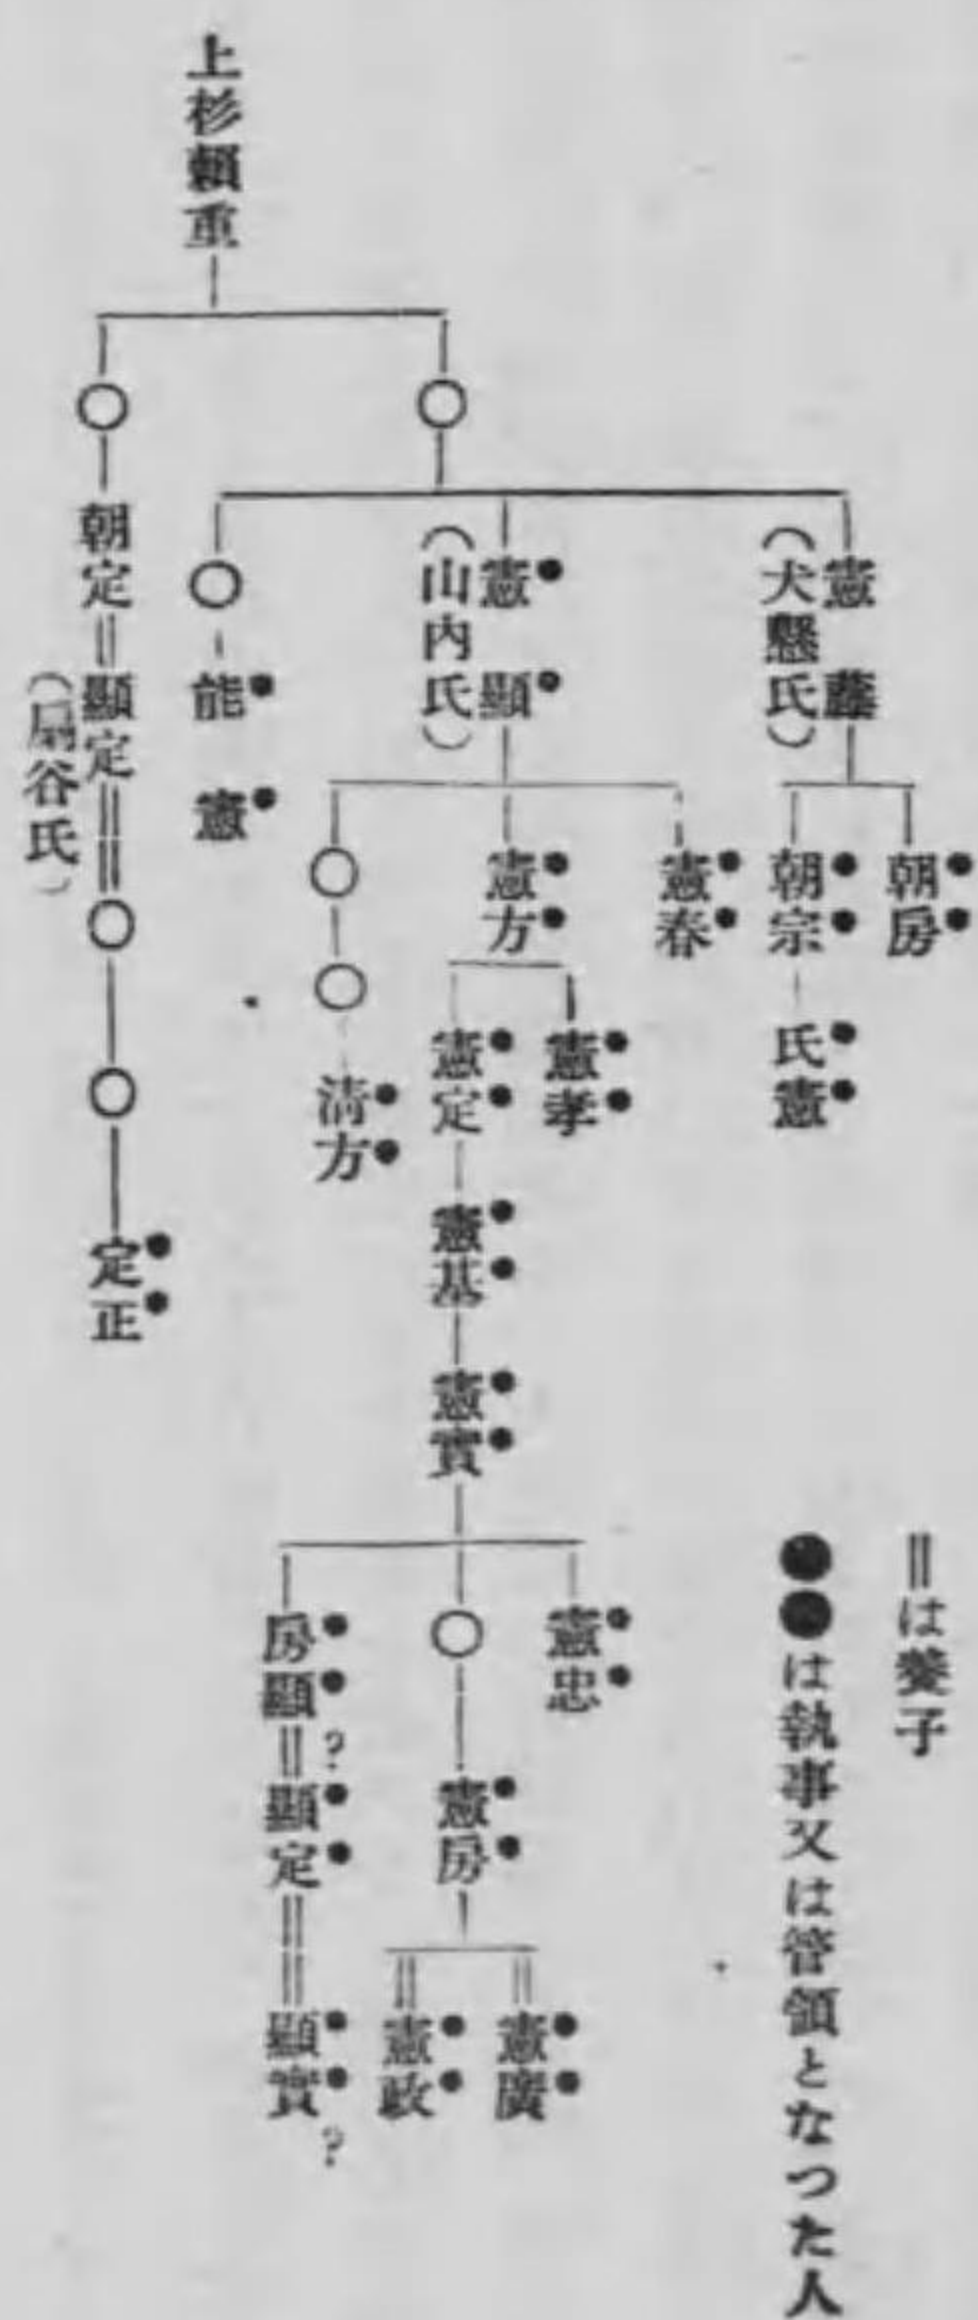 ＝は養子
●●は執事又は管領となつた人
上杉賴重
憲藤
(犬懸氏)
朝房
朝宗
氏憲
憲顯
(山内氏)
憲春
憲方
憲孝
憲定
憲基
憲實
憲忠
憲房
憲廣
憲政
房顯
?
顯定
顯實
?
淸方
能憲
朝定
顯定
(扇谷氏)
定正